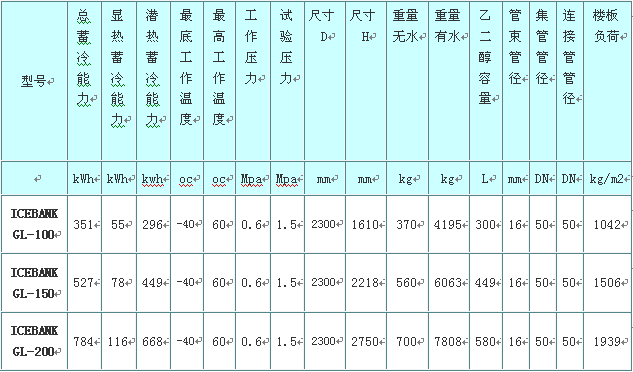 型号 总蓄冷能力 显热蓄冷能力 潜热蓄冷能力 最底工作温度 最高工作温度 工作压力 试验压力 尺寸D 尺寸H 重量无水 重量有水 乙二醇容量 管束管径 集管管径 连接管管径 楼板负荷
kWh kWh kwh oc oc Mpa Mpa mm mm kg kg L mm DN DN kg/m2
ICEBANK GL-100 351 55 296 -40 60 0.6 1.5 2300 1610 370 4195 300 16 50 50 1042
ICEBANK GL-150 527 78 449 -40 60 0.6 1.5 2300 2218 560 6063 449 16 50 50 1506
ICEBANK GL-200 784 116 668 -40 60 0.6 1.5 2300 2750 700 7808 580 16 50 50 1939